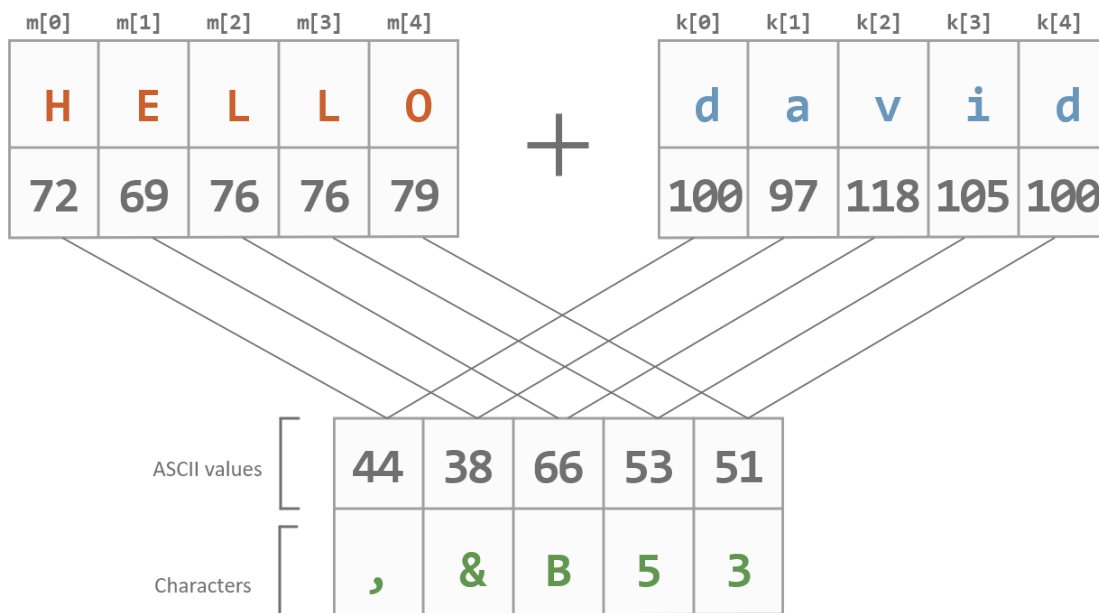 m[0] m[1] m[2] m[3] m[4] k[0] k[1] k[2] k[3] k[4]
H E L L O + d a v i d
72 69 76 76 79 100 97 118 105 100
ASCII values 44 38 66 53 51
Characters , & B 5 3